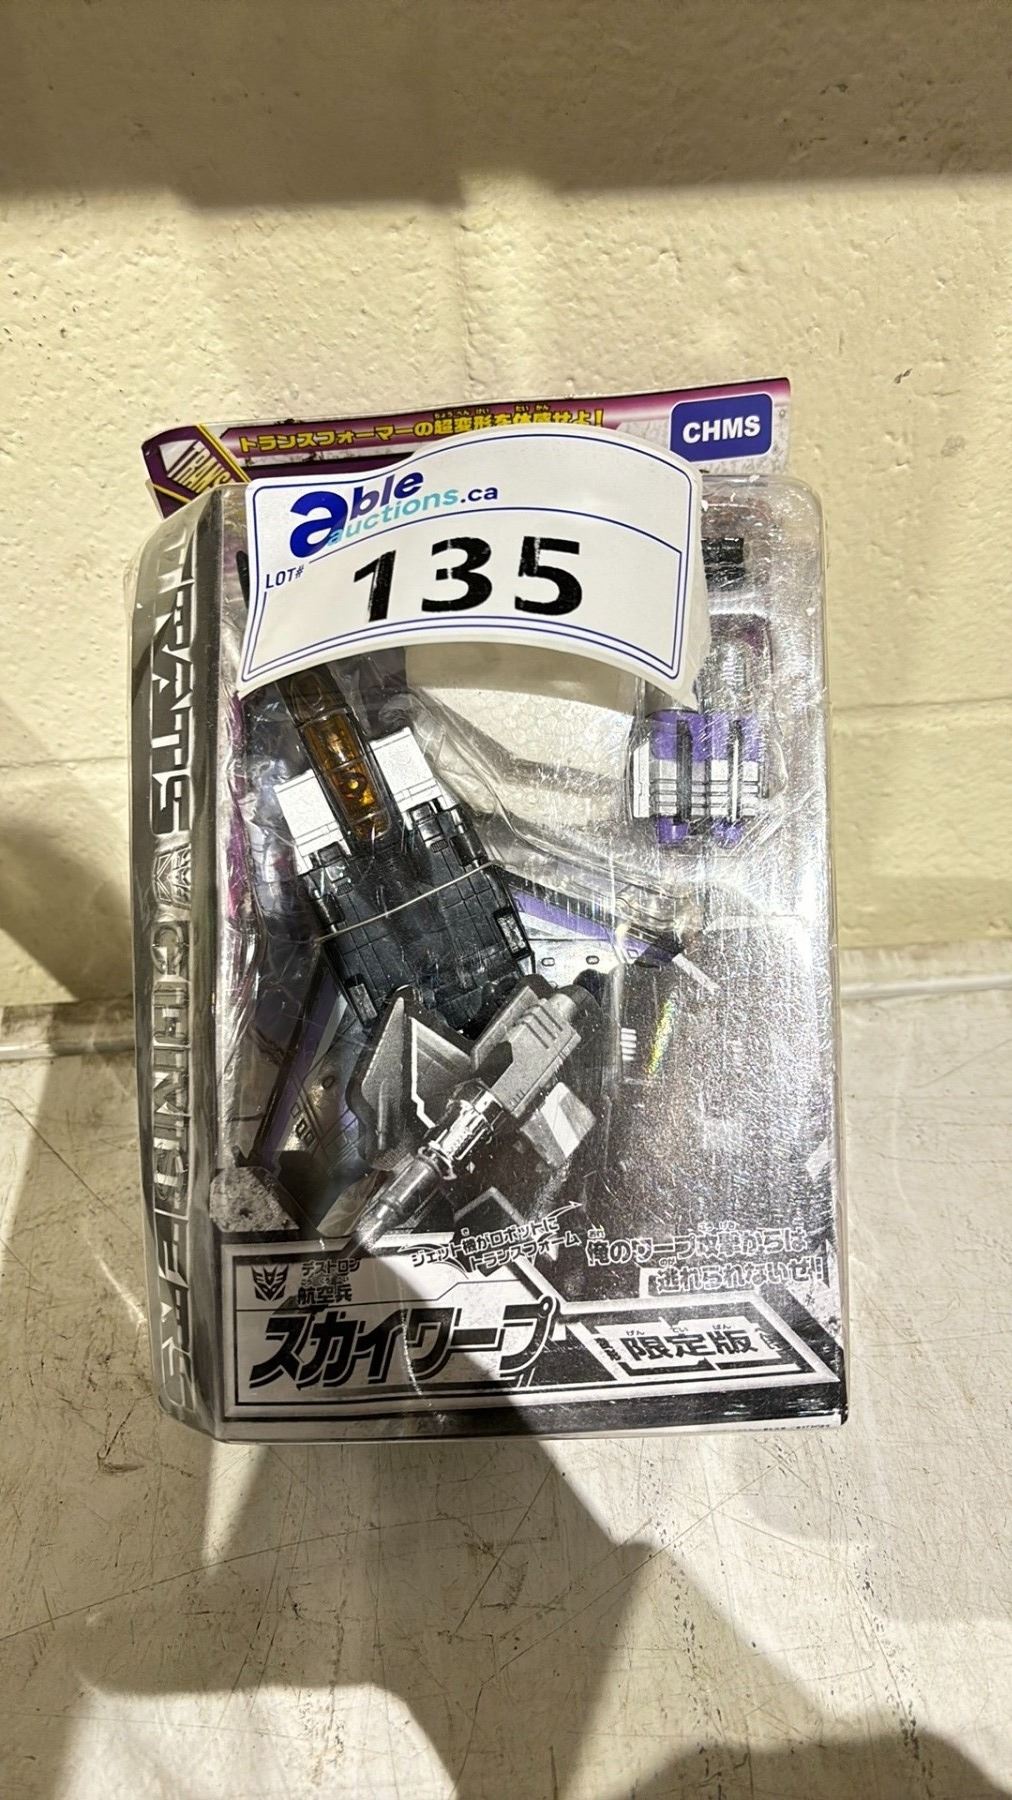 トランスフォーマーの超変形を体感せよ!
CHMS
TRANS
able
auctions.ca
LOT#
135
ジェット機がロボットに
トランスフォーム
俺のワープ攻撃からは
逃れられないぜ!!
デストロン
航空兵
スカイワープ
限定版